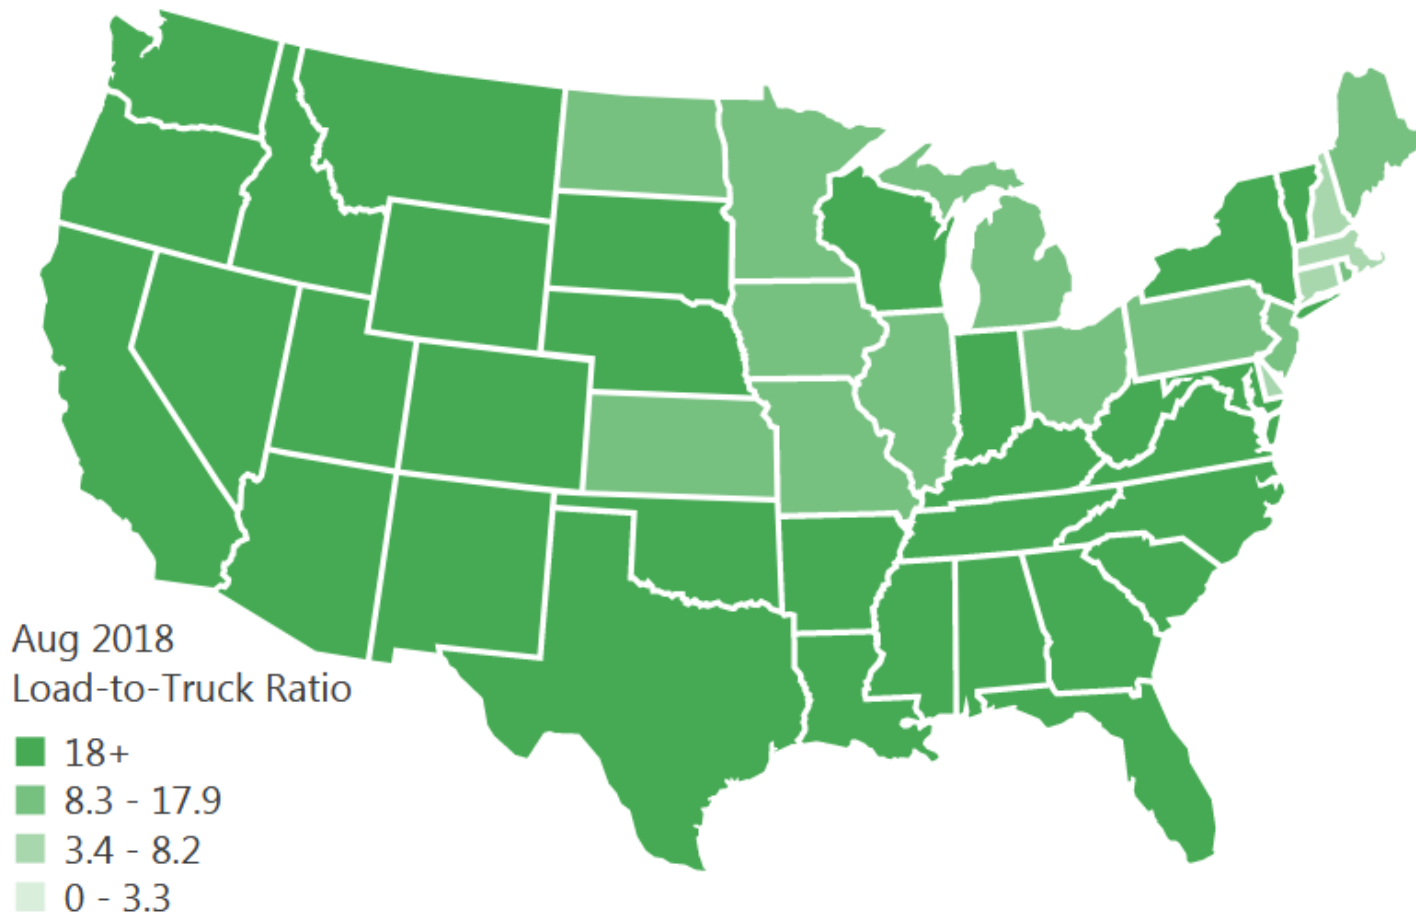 Aug 2018
Load-to-Truck Ratio
18+
8.3 - 17.9
3.4 - 8.2
0 - 3.3